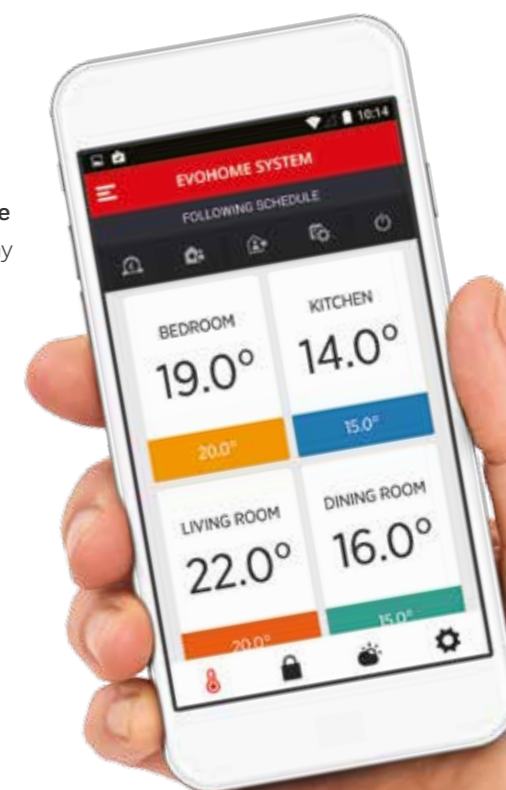 e
y
10:14
EVOHOME SYSTEM
FOLLOWING SCHEDULE
BEDROOM
KITCHEN
19.0°
14.0°
20.0°
15.0°
LIVING ROOM
DINING ROOM
22.0°
16.0°
20.0°
15.0°